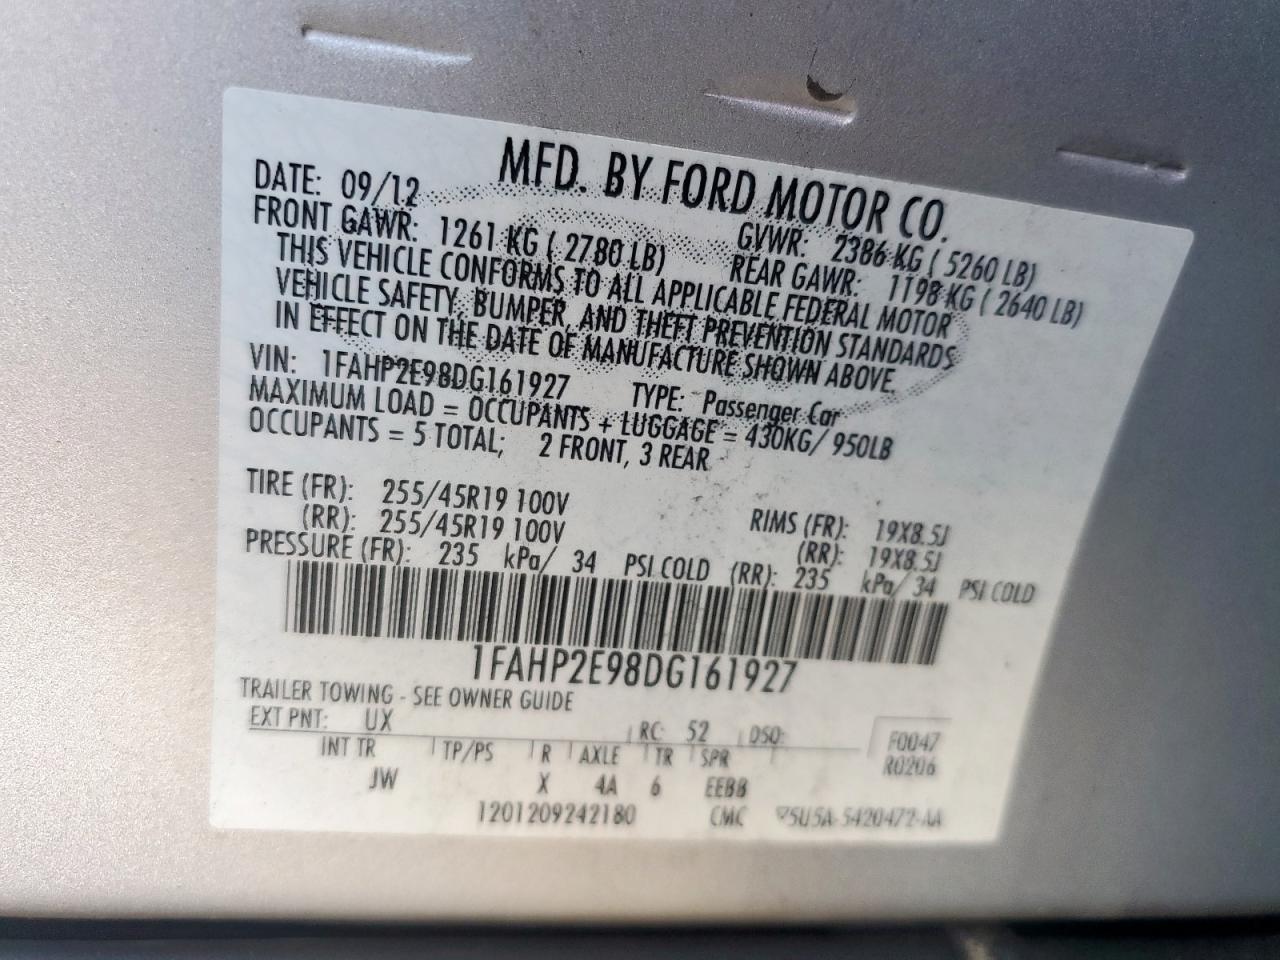 MFD. BY FORD MOTOR CO.
DATE: 09/12 GVWR: 2386 KG ( 5260 LB)
FRONT GAWR: 1261 KG ( 2780 LB) REAR GAWR: 1198 KG ( 2640 LB)
THIS VEHICLE CONFORMS TO ALL APPLICABLE FEDERAL MOTOR
VEHICLE SAFETY, BUMPER, AND THEFT PREVENTION STANDARDS
IN EFFECT ON THE DATE OF MANUFACTURE SHOWN ABOVE.
VIN: 1FAHP2E98DG161927 TYPE: Passenger Car
MAXIMUM LOAD = OCCUPANTS + LUGGAGE = 430KG/ 950LB
OCCUPANTS = 5 TOTAL; 2 FRONT, 3 REAR
TIRE (FR): 255/45R19 100V RIMS (FR): 19X8.5J
(RR): 255/45R19 100V (RR): 19X8.5J
PRESSURE (FR): 235 kPa/ 34 PSI COLD (RR): 235 kPa/ 34 PSI COLD
1FAHP2E98DG161927
TRAILER TOWING - SEE OWNER GUIDE
EXT PNT: UX RC: 52 DSO: F0047
INT TR TP/PS R AXLE TR SPR R0206
JW X 4A 6 EEBB
1201209242180 CMC 5U5A-5420472-AA